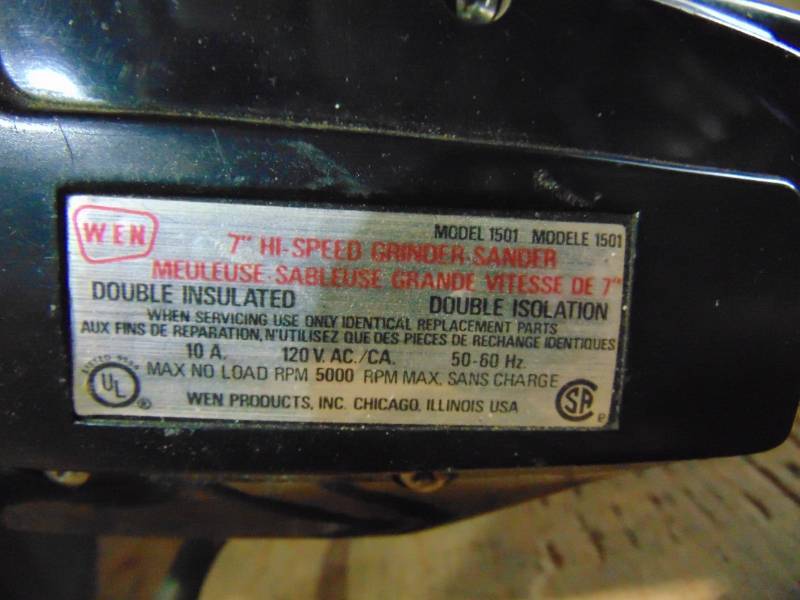 WEN
MODEL 1501 MODELE 1501
7" HI-SPEED GRINDER-SANDER
MEULEUSE-SABLEUSE GRANDE VITESSE DE 7"
DOUBLE INSULATED DOUBLE ISOLATION
WHEN SERVICING USE ONLY IDENTICAL REPLACEMENT PARTS
AUX FINS DE REPARATION, N'UTILISEZ QUE DES PIECES DE RECHANGE IDENTIQUES
10 A. 120 V. AC./CA. 50-60 Hz.
MAX NO LOAD RPM 5000 RPM MAX. SANS CHARGE
WEN PRODUCTS, INC. CHICAGO, ILLINOIS USA
LISTED
UL ®
SA